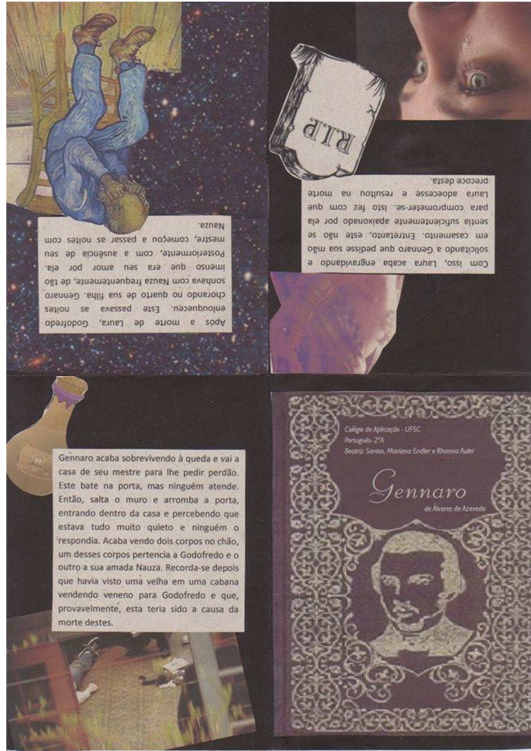 Colégio de Aplicação - UFSC
Português- 2°A
Beatriz Santos, Mariana Endler e Rhanna Auler
Gennaro
de Álvares de Azevedo
Com isso, Laura acaba engravidando e
solicitando a Gennaro que pedisse sua mão
em casamento. Entretanto, este não se
sentia suficientemente apaixonado por ela
para comprometer-se. Isto fez com que
Laura adoecesse e resultou na morte
precoce desta.
R.I.P
Após a morte de Laura, Godofredo
enlouqueceu. Este passava as noites
chorando no quarto de sua filha. Gennaro
sonhava com Nauza frequentemente, de tão
imenso que era seu amor por ela.
Posteriormente, com a ausência de seu
mestre, começou a passar as noites com
Nauza.
Gennaro acaba sobrevivendo à queda e vai a
casa de seu mestre para lhe pedir perdão.
Este bate na porta, mas ninguém atende.
Então, salta o muro e arromba a porta,
entrando dentro da casa e percebendo que
estava tudo muito quieto e ninguém o
respondia. Acaba vendo dois corpos no chão,
um desses corpos pertencia a Godofredo e o
outro a sua amada Nauza. Recorda-se depois
que havia visto uma velha em uma cabana
vendendo veneno para Godofredo e que,
provavelmente, esta teria sido a causa da
morte destes.